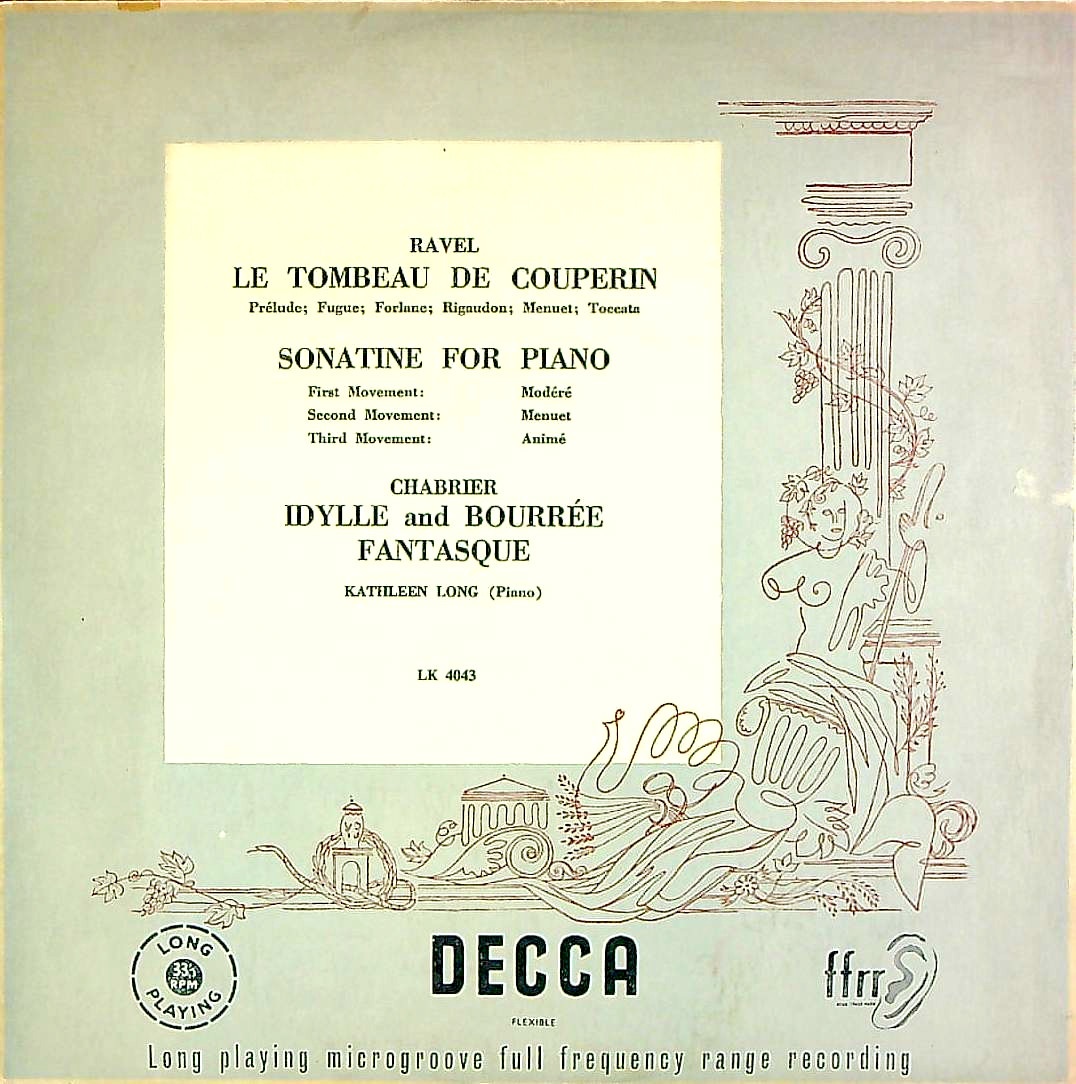 RAVEL
LE TOMBEAU DE COUPERIN
Prélude; Fugue; Forlane; Rigaudon; Menuet; Toccata
SONATINE FOR PIANO
First Movement: Modéré
Second Movement: Menuet
Third Movement: Animé
CHABRIER
IDYLLE and BOURRÉE
FANTASQUE
KATHLEEN LONG (Piano)
LK 4043
LONG
33⅓
RPM
PLAYING
DECCA
ffrr
FLEXIBLE
Long playing microgroove full frequency range recording